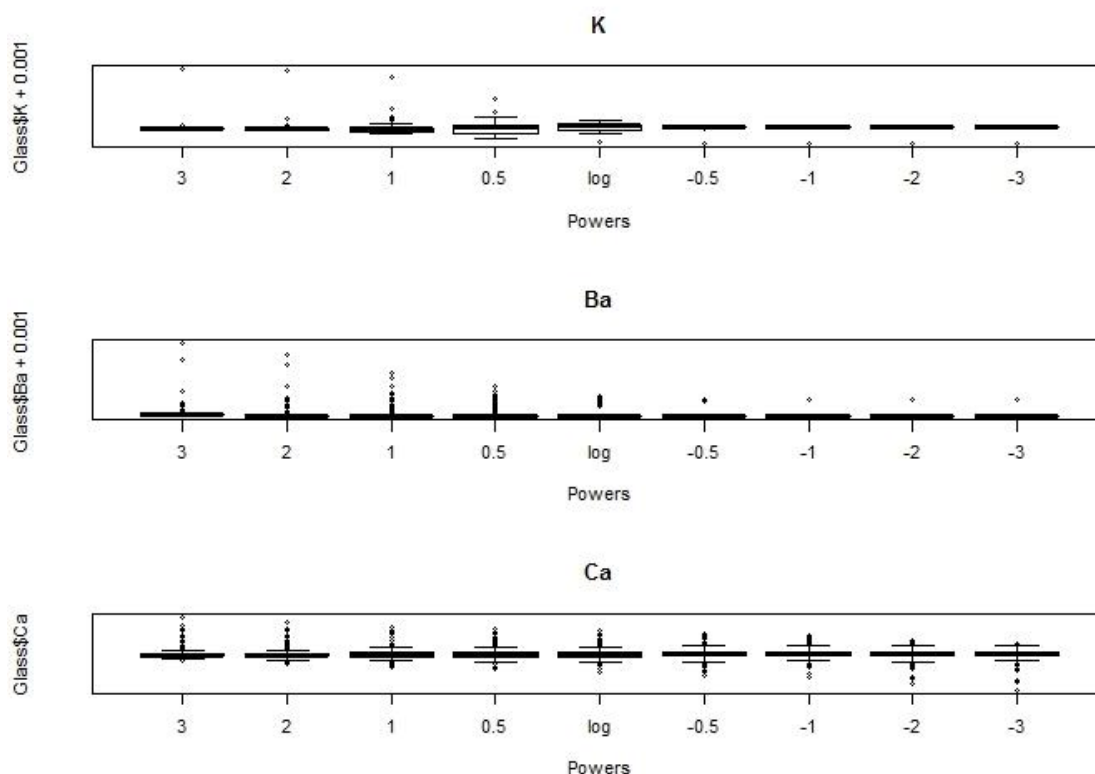 K
Glass$K + 0.001
3 2 1 0.5 log -0.5 -1 -2 -3
Powers
Ba
Glass$Ba + 0.001
3 2 1 0.5 log -0.5 -1 -2 -3
Powers
Ca
Glass$Ca
3 2 1 0.5 log -0.5 -1 -2 -3
Powers